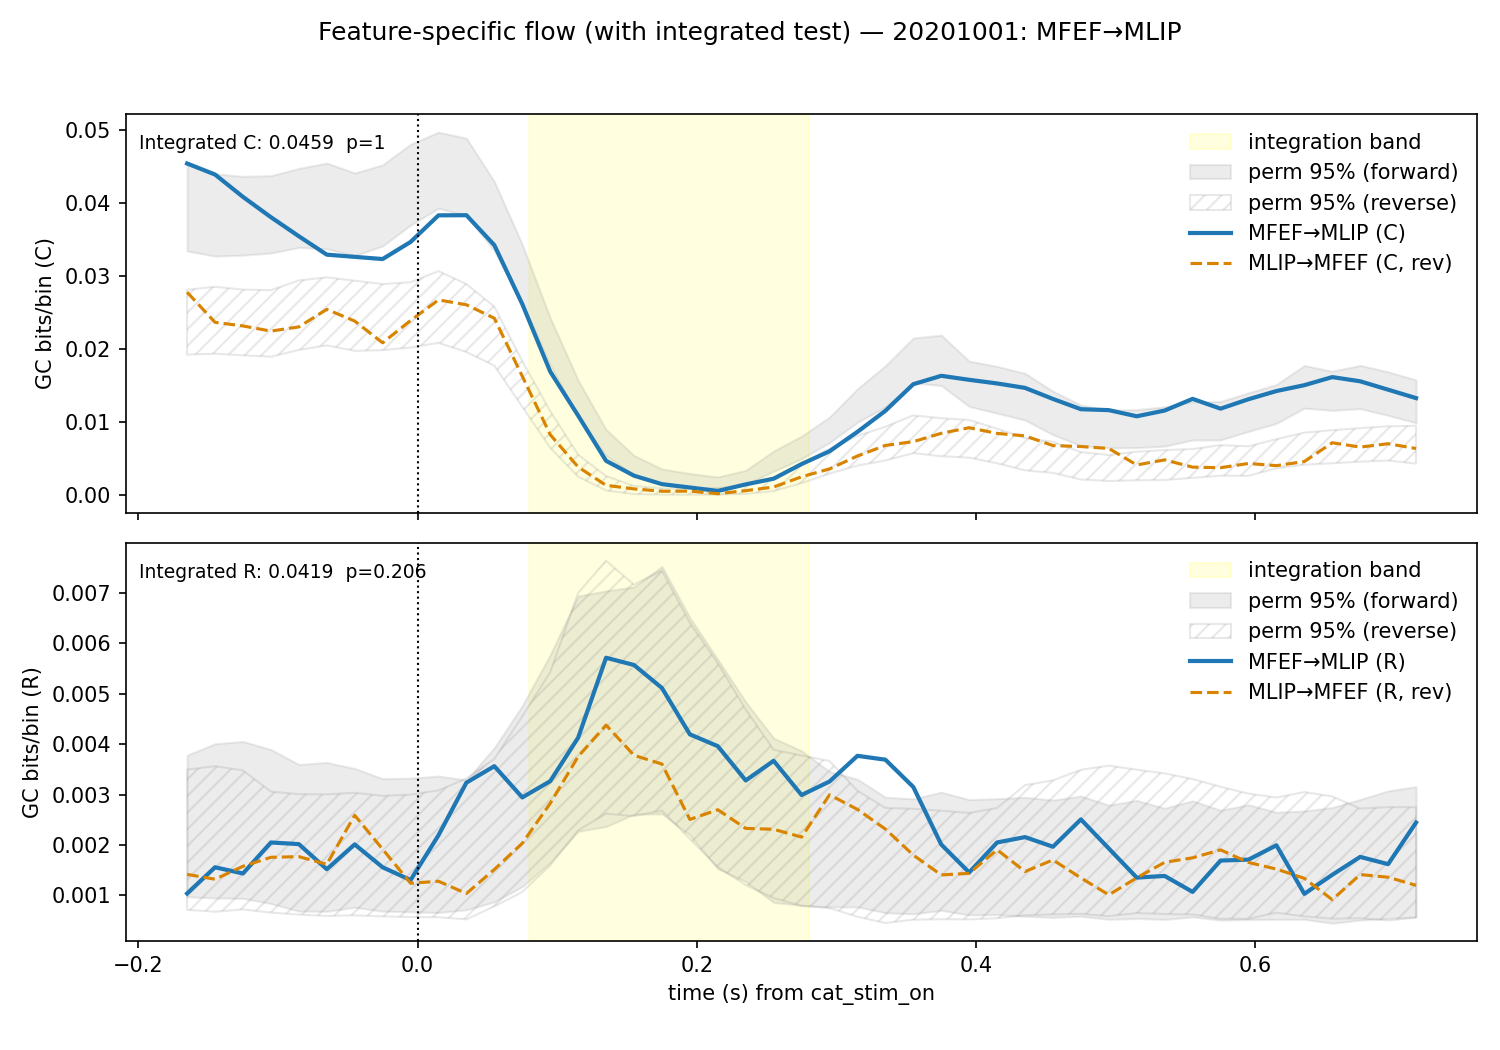 Feature-specific flow (with integrated test) — 20201001: MFEF→MLIP
Integrated C: 0.0459  p=1
integration band
perm 95% (forward)
perm 95% (reverse)
MFEF→MLIP (C)
MLIP→MFEF (C, rev)
GC bits/bin (C)
0.05
0.04
0.03
0.02
0.01
0.00
Integrated R: 0.0419  p=0.206
integration band
perm 95% (forward)
perm 95% (reverse)
MFEF→MLIP (R)
MLIP→MFEF (R, rev)
GC bits/bin (R)
0.007
0.006
0.005
0.004
0.003
0.002
0.001
−0.2
0.0
0.2
0.4
0.6
time (s) from cat_stim_on